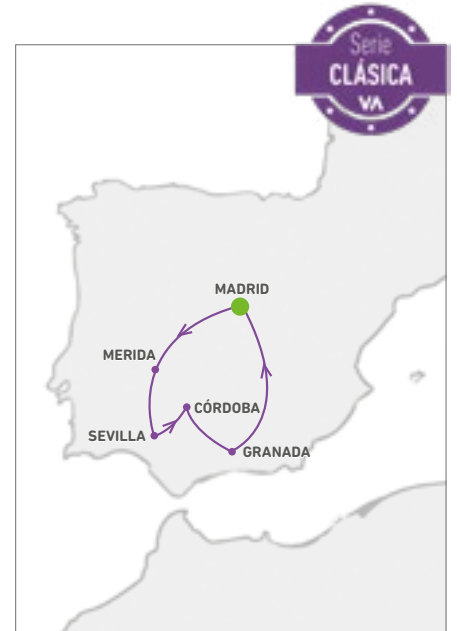 Serie
CLÁSICA
VA
MADRID
MERIDA
CÓRDOBA
SEVILLA
GRANADA